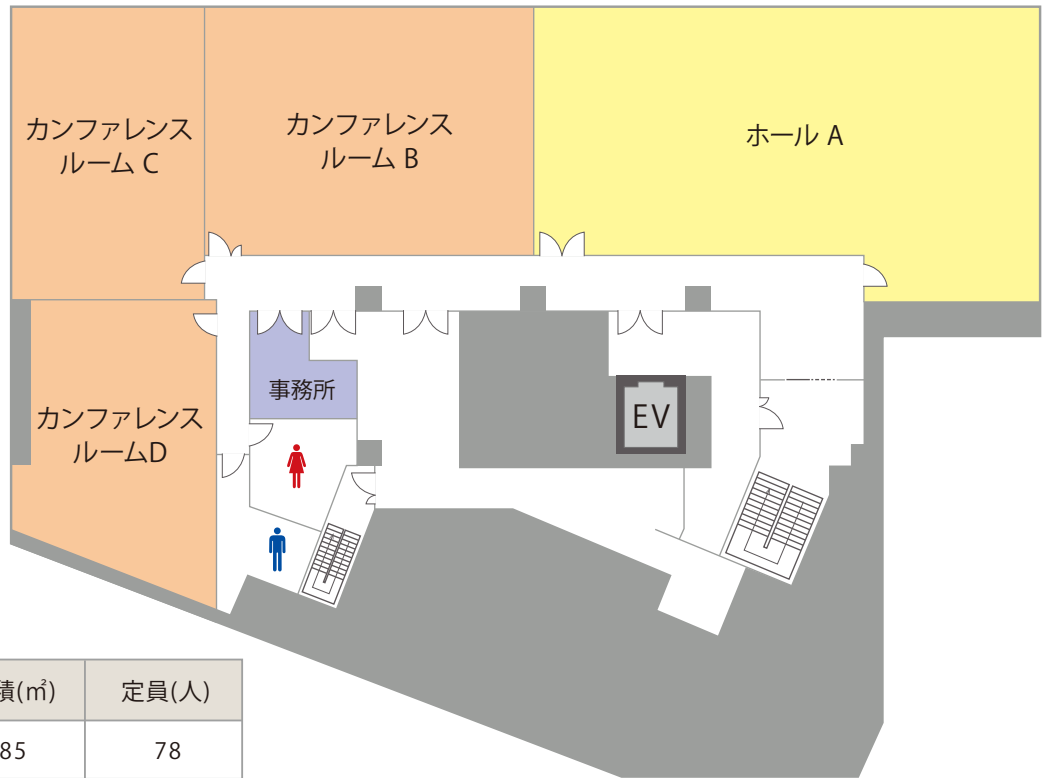 カンファレンス
ルーム C
カンファレンス
ルーム B
ホール A
カンファレンス
ルームD
事務所
EV
積(㎡)
定員(人)
85
78